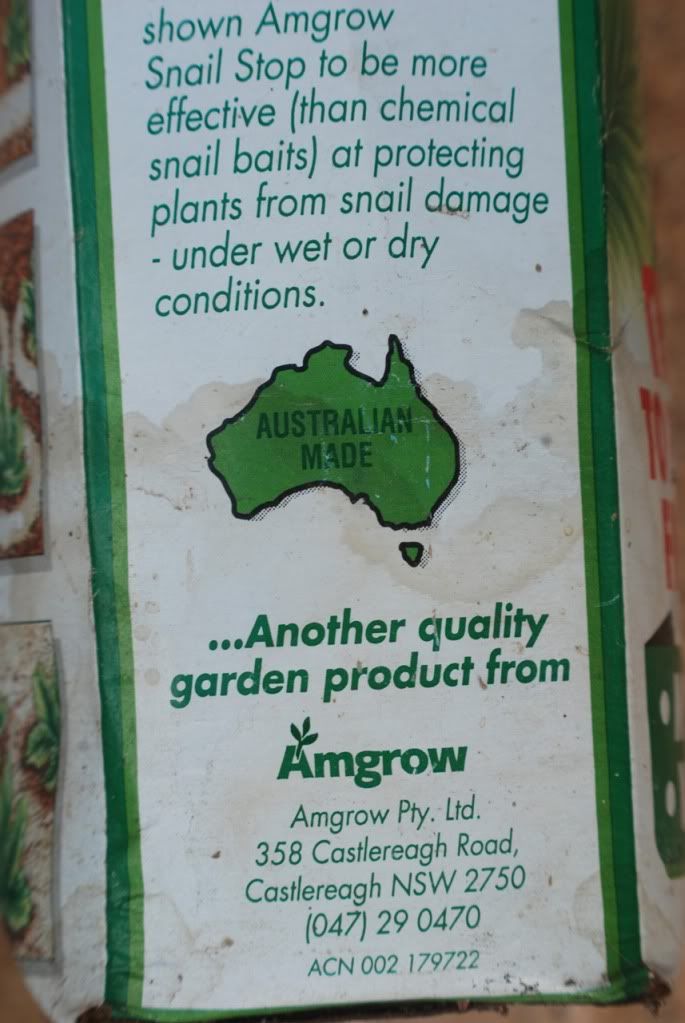 shown Amgrow
Snail Stop to be more
effective (than chemical
snail baits) at protecting
plants from snail damage
- under wet or dry
conditions.
AUSTRALIAN
MADE
...Another quality
garden product from
Amgrow
Amgrow Pty. Ltd.
358 Castlereagh Road,
Castlereagh NSW 2750
(047) 29 0470
ACN 002 179722